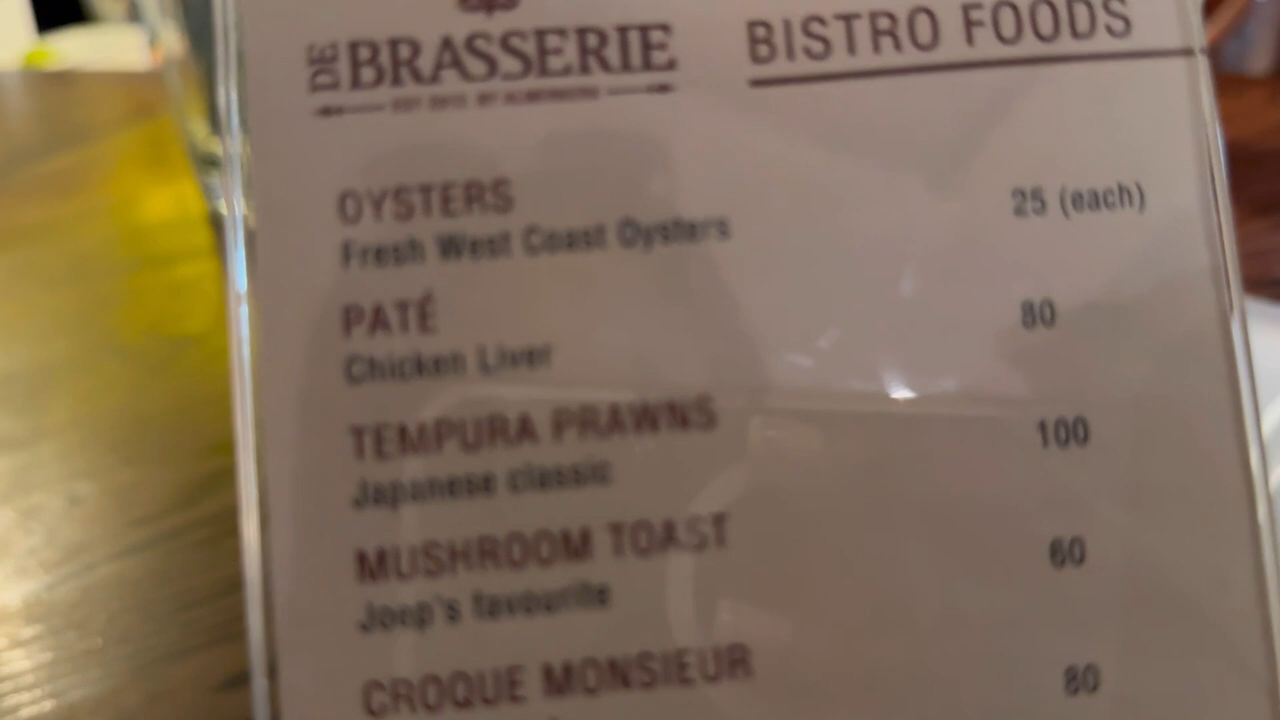 DE BRASSERIE
BISTRO FOODS
OYSTERS 25 (each)
Fresh West Coast Oysters
PATÉ 80
Chicken Liver
TEMPURA PRAWNS 100
Japanese classic
MUSHROOM TOAST 60
Joep's favourite
CROQUE MONSIEUR 80